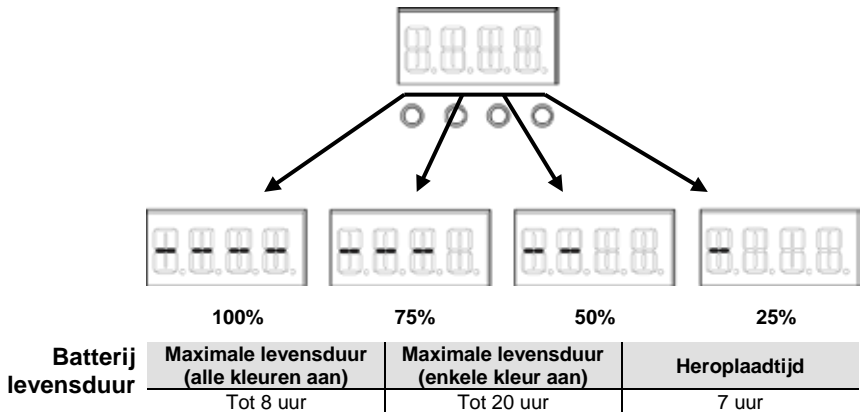 100% 75% 50% 25%
Batterij levensduur
Maximale levensduur (alle kleuren aan)
Maximale levensduur (enkele kleur aan)
Heroplaadtijd
Tot 8 uur
Tot 20 uur
7 uur